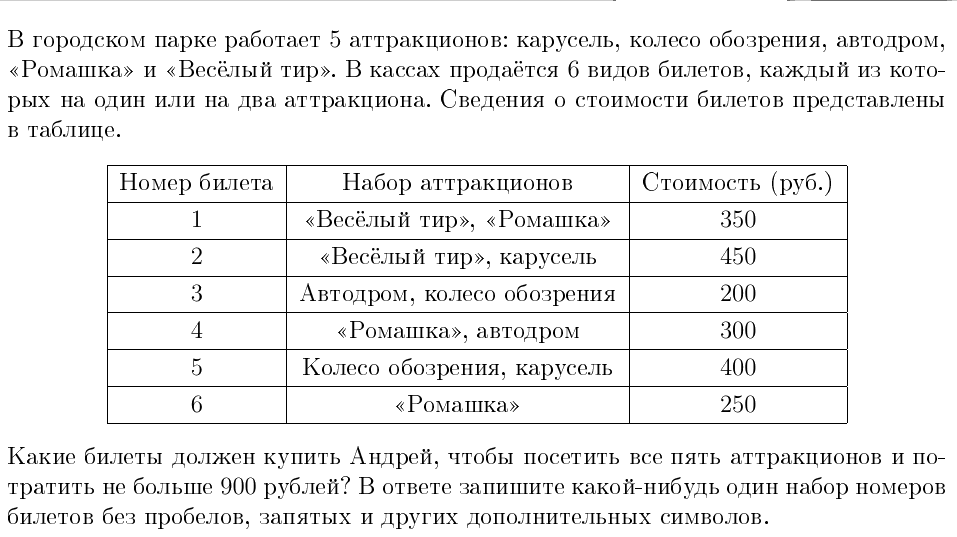 В городском парке работает 5 аттракционов: карусель, колесо обозрения, автодром,
«Ромашка» и «Весёлый тир». В кассах продаётся 6 видов билетов, каждый из кото-
рых на один или на два аттракциона. Сведения о стоимости билетов представлены
в таблице.
Номер билета Набор аттракционов Стоимость (руб.)
1 «Весёлый тир», «Ромашка» 350
2 «Весёлый тир», карусель 450
3 Автодром, колесо обозрения 200
4 «Ромашка», автодром 300
5 Колесо обозрения, карусель 400
6 «Ромашка» 250
Какие билеты должен купить Андрей, чтобы посетить все пять аттракционов и по-
тратить не больше 900 рублей? В ответе запишите какой-нибудь один набор номеров
билетов без пробелов, запятых и других дополнительных символов.